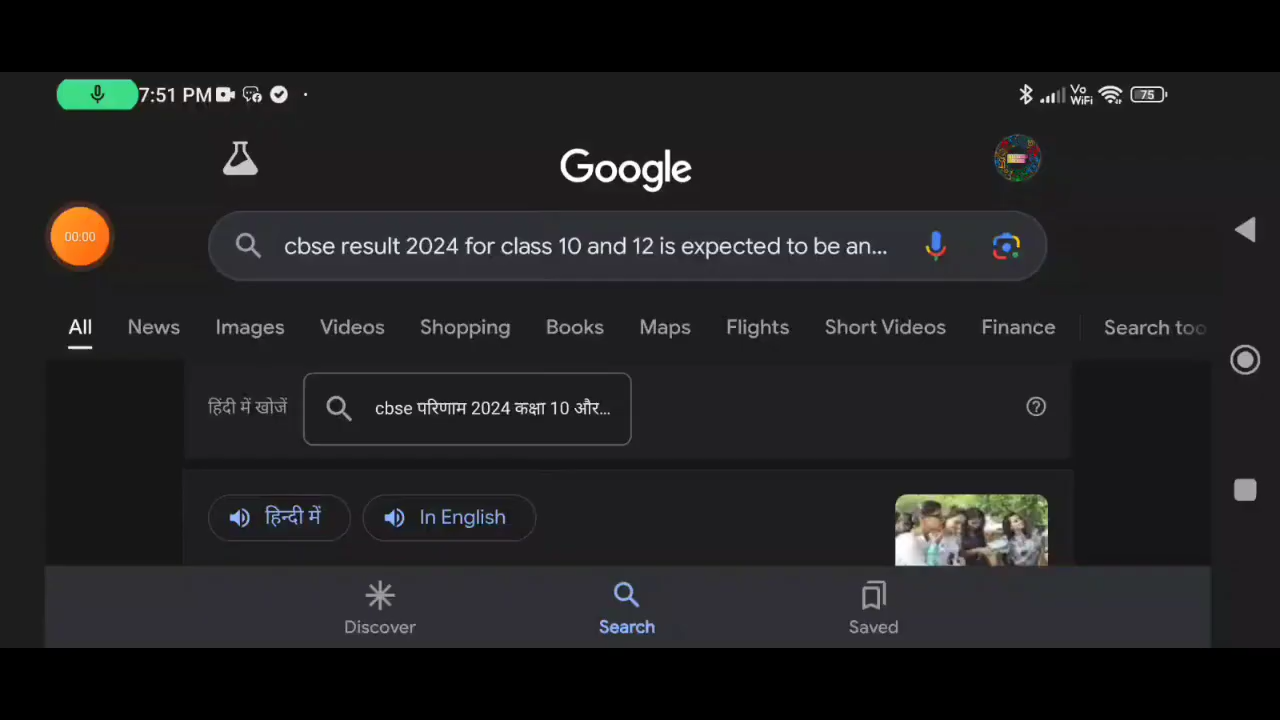 7:51 PM
Vo
WiFi
75
Google
00:00
cbse result 2024 for class 10 and 12 is expected to be an...
All News Images Videos Shopping Books Maps Flights Short Videos Finance Search too
हिंदी में खोजें cbse परिणाम 2024 कक्षा 10 और...
हिन्दी में In English
Discover Search Saved